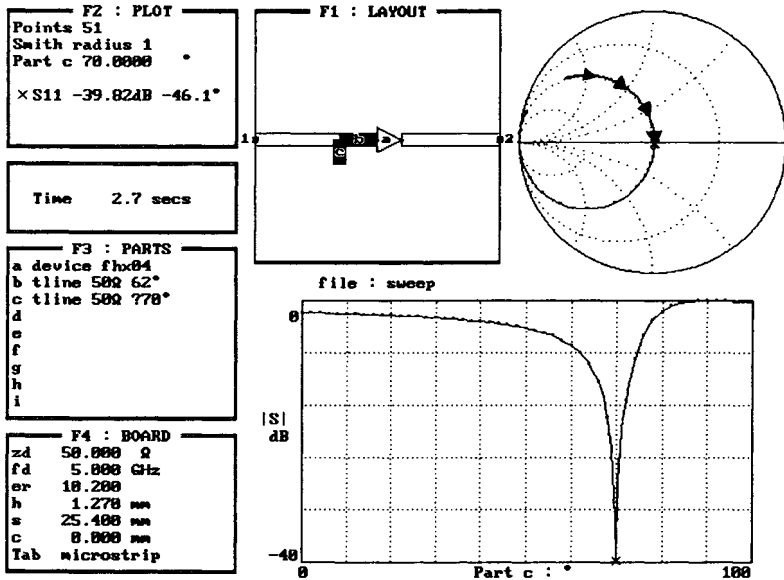 F2 : PLOT
Points 51
Smith radius 1
Part c 70.0000 °
×S11 -39.82dB -46.1°
Time 2.7 secs
F3 : PARTS
a device fhx04
b tline 50Ω 62°
c tline 50Ω ?70°
d
e
f
g
h
i
F4 : BOARD
zd 50.000 Ω
fd 5.000 GHz
er 10.200
h 1.270 mm
s 25.400 mm
c 0.000 mm
Tab microstrip
F1 : LAYOUT
1
b
a
c
2
file : sweep
0
|S|
dB
-40
0
Part c : °
100